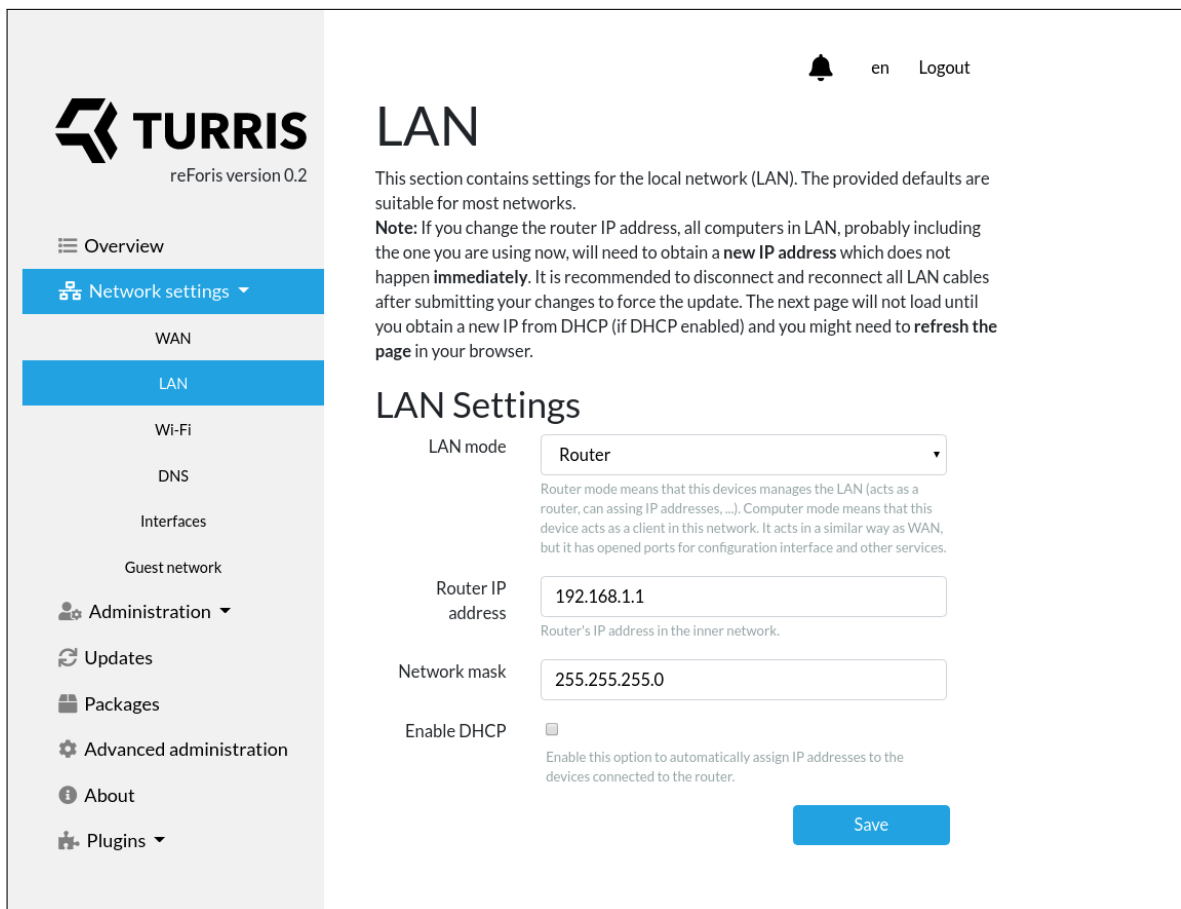 TURRIS
reForis version 0.2
Overview
Network settings
WAN
LAN
Wi-Fi
DNS
Interfaces
Guest network
Administration
Updates
Packages
Advanced administration
About
Plugins
en Logout
LAN
This section contains settings for the local network (LAN). The provided defaults are
suitable for most networks.
Note: If you change the router IP address, all computers in LAN, probably including
the one you are using now, will need to obtain a new IP address which does not
happen immediately. It is recommended to disconnect and reconnect all LAN cables
after submitting your changes to force the update. The next page will not load until
you obtain a new IP from DHCP (if DHCP enabled) and you might need to refresh the
page in your browser.
LAN Settings
LAN mode
Router
Router mode means that this devices manages the LAN (acts as a
router, can assing IP addresses, ...). Computer mode means that this
device acts as a client in this network. It acts in a similar way as WAN,
but it has opened ports for configuration interface and other services.
Router IP
address
192.168.1.1
Router's IP address in the inner network.
Network mask
255.255.255.0
Enable DHCP
Enable this option to automatically assign IP addresses to the
devices connected to the router.
Save